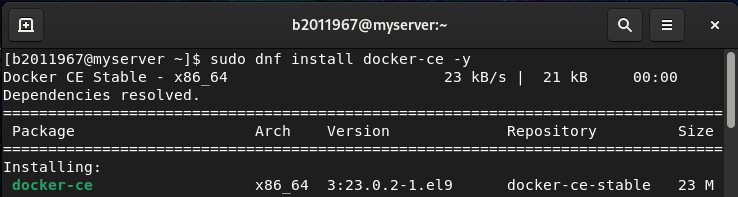 b2011967@myserver:~
[b2011967@myserver ~]$ sudo dnf install docker-ce -y
Docker CE Stable - x86_64                        23 kB/s |  21 kB     00:00
Dependencies resolved.
================================================================================
 Package                Arch    Version             Repository         Size
================================================================================
Installing:
 docker-ce              x86_64  3:23.0.2-1.el9      docker-ce-stable   23 M